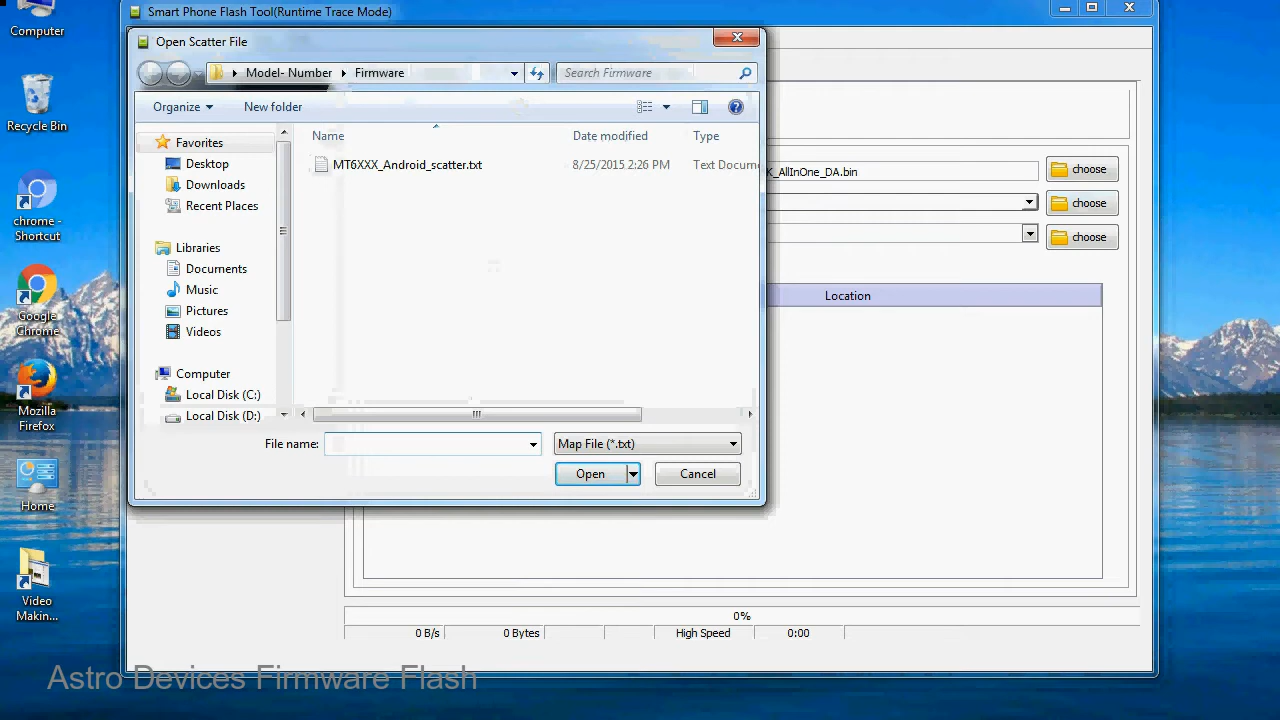 Computer
Recycle Bin
chrome -
Shortcut
Google
Chrome
Mozilla
Firefox
Home
Video
Makin...
Smart Phone Flash Tool(Runtime Trace Mode)
Open Scatter File
Model- Number
Firmware
Search Firmware
Organize
New folder
Favorites
Desktop
Downloads
Recent Places
Libraries
Documents
Music
Pictures
Videos
Computer
Local Disk (C:)
Local Disk (D:)
Name
Date modified
Type
MT6XXX_Android_scatter.txt
8/25/2015 2:26 PM
Text Docum
File name:
Map File (*.txt)
Open
Cancel
K_AllInOne_DA.bin
choose
choose
choose
Location
0%
0 B/s
0 Bytes
High Speed
0:00
Astro Devices Firmware Flash